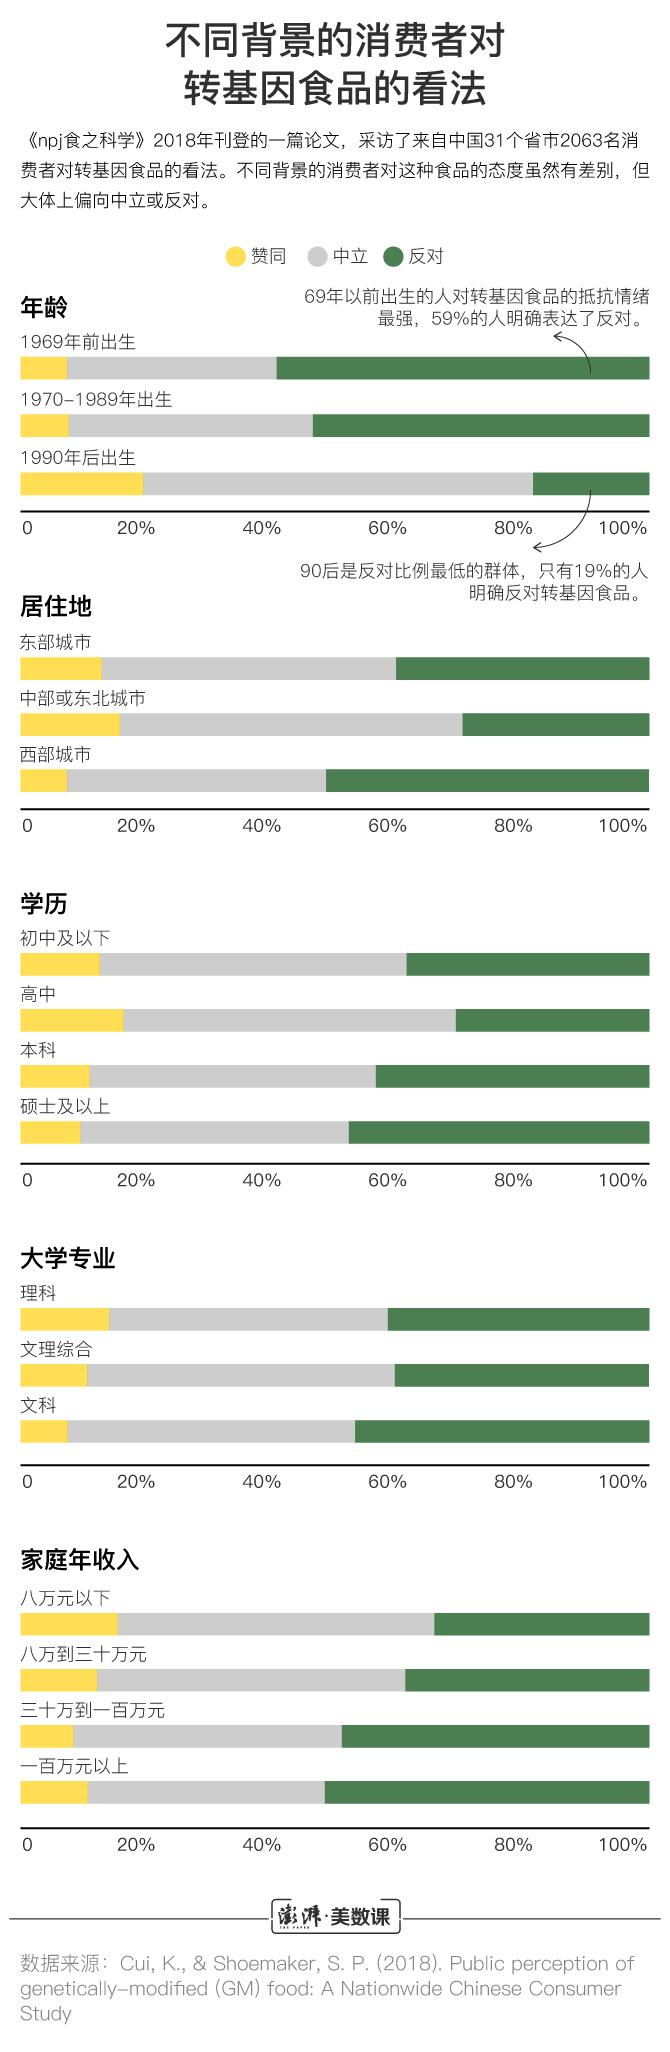 不同背景的消费者对
转基因食品的看法
《npj食之科学》2018年刊登的一篇论文，采访了来自中国31个省市2063名消
费者对转基因食品的看法。不同背景的消费者对这种食品的态度虽然有差别，但
大体上偏向中立或反对。
赞同 中立 反对
年龄
69年以前出生的人对转基因食品的抵抗情绪
最强，59%的人明确表达了反对。
1969年前出生
1970-1989年出生
1990年后出生
0 20% 40% 60% 80% 100%
90后是反对比例最低的群体，只有19%的人
明确反对转基因食品。
居住地
东部城市
中部或东北城市
西部城市
0 20% 40% 60% 80% 100%
学历
初中及以下
高中
本科
硕士及以上
0 20% 40% 60% 80% 100%
大学专业
理科
文理综合
文科
0 20% 40% 60% 80% 100%
家庭年收入
八万元以下
八万到三十万元
三十万到一百万元
一百万元以上
0 20% 40% 60% 80% 100%
澎湃·美数课
THE PAPER
数据来源：Cui, K., & Shoemaker, S. P. (2018). Public perception of
genetically-modified (GM) food: A Nationwide Chinese Consumer
Study